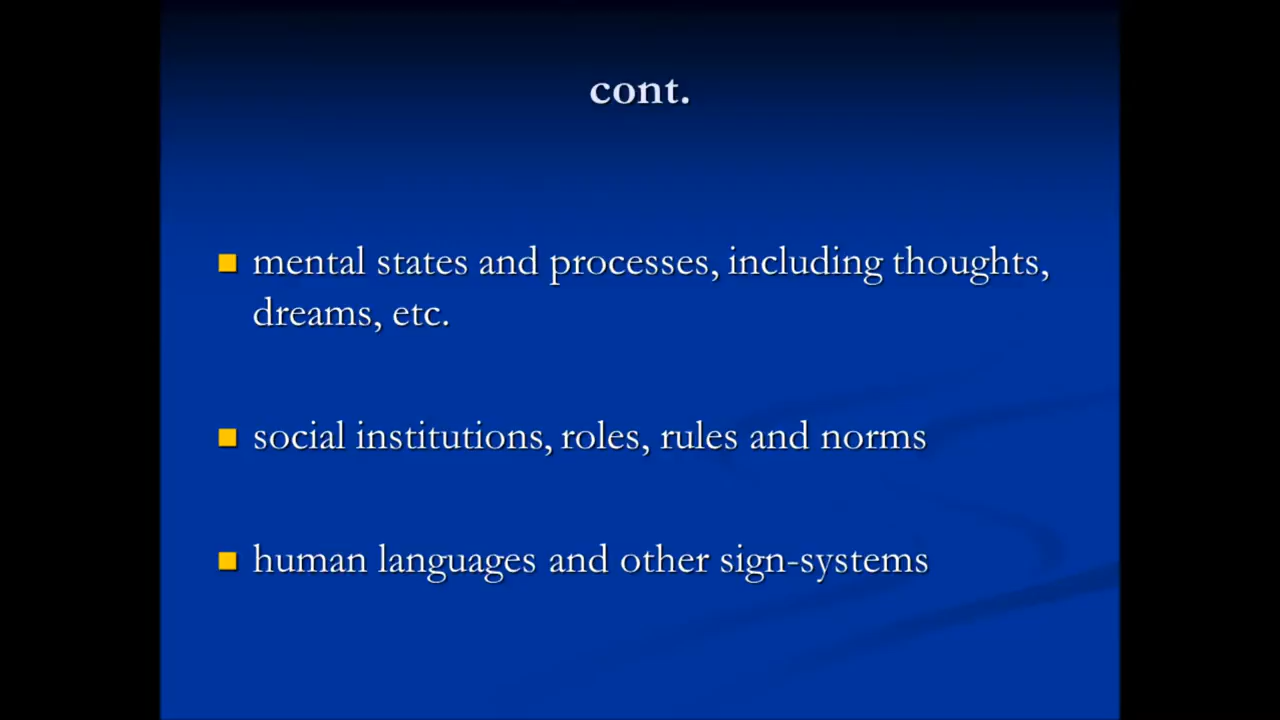 cont.
mental states and processes, including thoughts,
dreams, etc.
social institutions, roles, rules and norms
human languages and other sign-systems